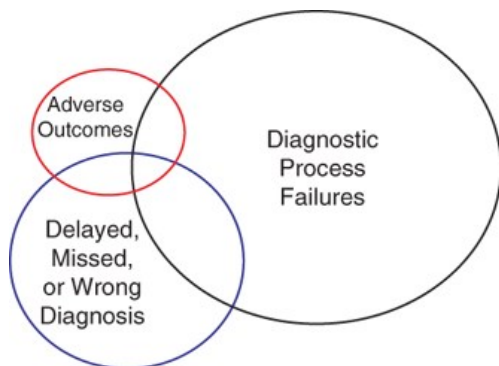 Adverse
Outcomes
Diagnostic
Process
Failures
Delayed,
Missed,
or Wrong
Diagnosis